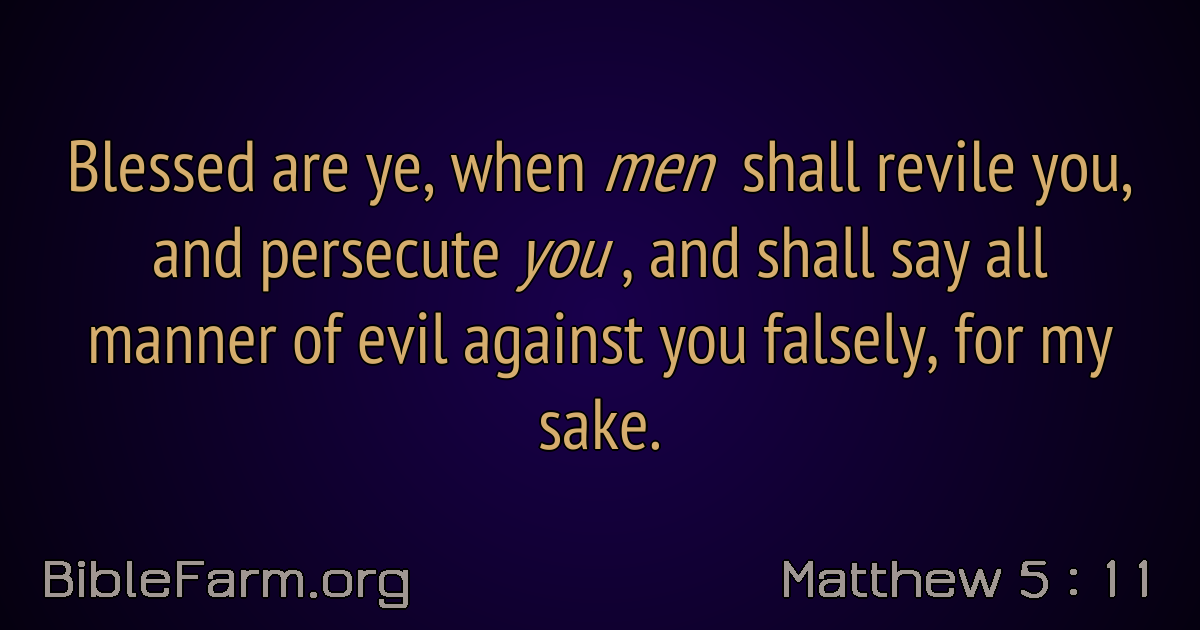 Blessed are ye, when men shall revile you,
and persecute you , and shall say all
manner of evil against you falsely, for my
sake.
BibleFarm.org
Matthew 5 : 11